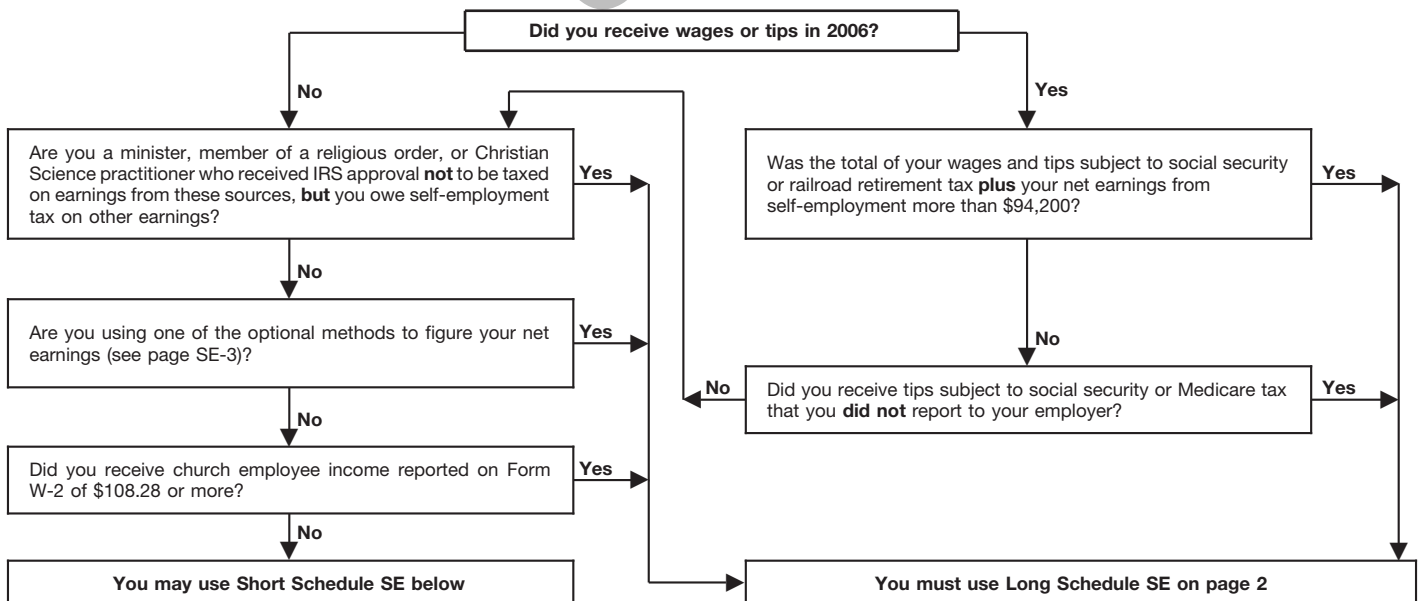 Did you receive wages or tips in 2006?
No
Yes
Are you a minister, member of a religious order, or Christian
Science practitioner who received IRS approval not to be taxed
on earnings from these sources, but you owe self-employment
tax on other earnings?
Yes
Was the total of your wages and tips subject to social security
or railroad retirement tax plus your net earnings from
self-employment more than $94,200?
Yes
No
Are you using one of the optional methods to figure your net
earnings (see page SE-3)?
Yes
No
No
Did you receive tips subject to social security or Medicare tax
that you did not report to your employer?
Yes
No
Did you receive church employee income reported on Form
W-2 of $108.28 or more?
Yes
No
You may use Short Schedule SE below
You must use Long Schedule SE on page 2